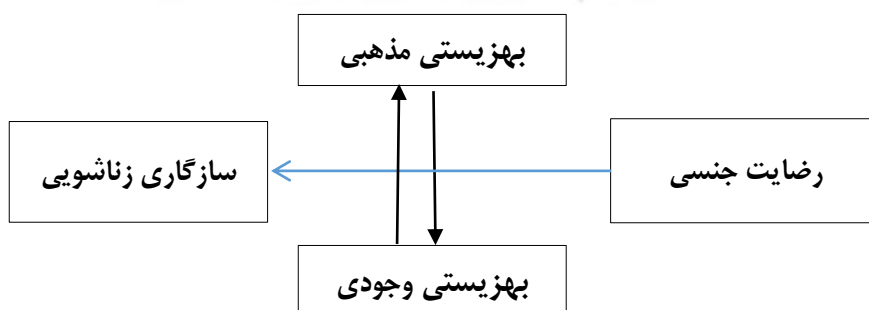 بهزیستی مذهبی
رضایت جنسی
سازگاری زناشویی
بهزیستی وجودی